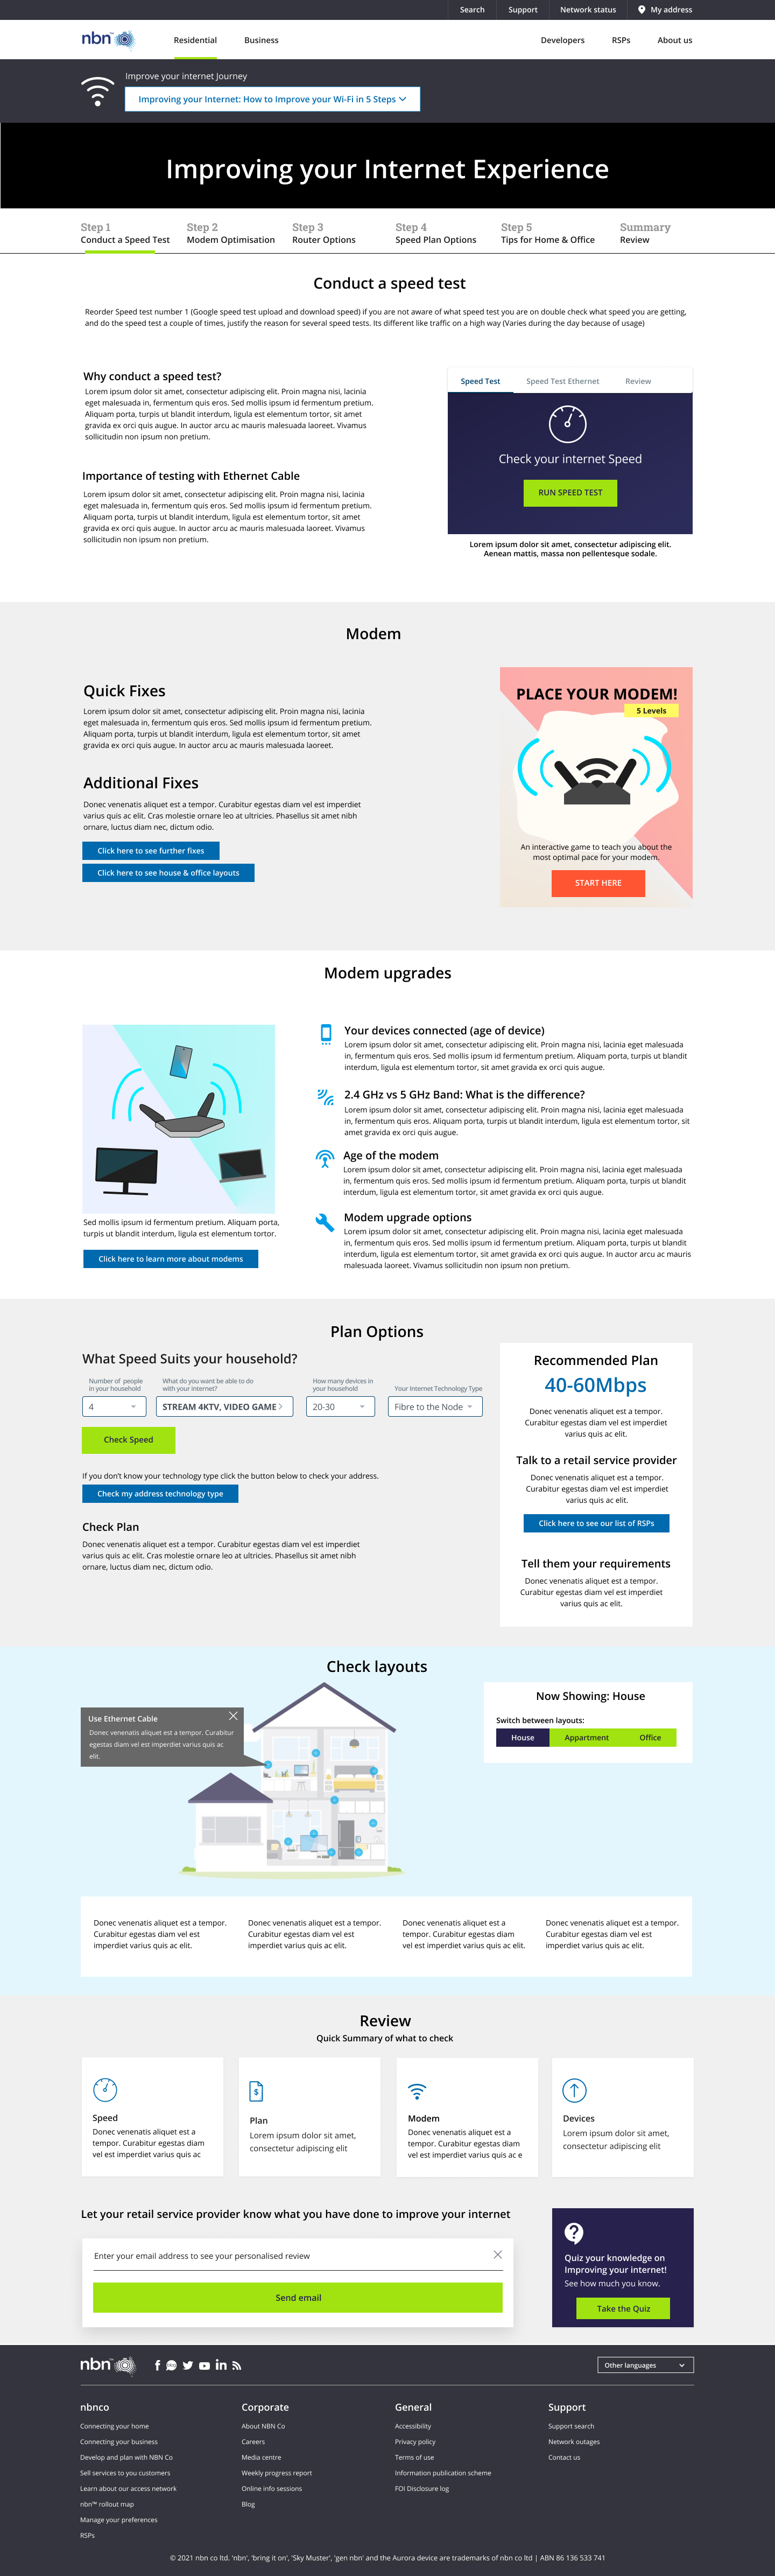 Search Support Network status My address
nbn™ Residential Business Developers RSPs About us
Improve your internet Journey
Improving your Internet: How to Improve your Wi-Fi in 5 Steps
Improving your Internet Experience
Step 1 Step 2 Step 3 Step 4 Step 5 Summary
Conduct a Speed Test Modem Optimisation Router Options Speed Plan Options Tips for Home & Office Review
Conduct a speed test
Reorder Speed test number 1 (Google speed test upload and download speed) if you are not aware of what speed test you are on double check what speed you are getting,
and do the speed test a couple of times, justify the reason for several speed tests. Its different like traffic on a high way (Varies during the day because of usage)
Why conduct a speed test?
Lorem ipsum dolor sit amet, consectetur adipiscing elit. Proin magna nisi, lacinia
eget malesuada in, fermentum quis eros. Sed mollis ipsum id fermentum pretium.
Aliquam porta, turpis ut blandit interdum, ligula est elementum tortor, sit amet
gravida ex orci quis augue. In auctor arcu ac mauris malesuada laoreet. Vivamus
sollicitudin non ipsum non pretium.
Importance of testing with Ethernet Cable
Lorem ipsum dolor sit amet, consectetur adipiscing elit. Proin magna nisi, lacinia
eget malesuada in, fermentum quis eros. Sed mollis ipsum id fermentum pretium.
Aliquam porta, turpis ut blandit interdum, ligula est elementum tortor, sit amet
gravida ex orci quis augue. In auctor arcu ac mauris malesuada laoreet. Vivamus
sollicitudin non ipsum non pretium.
Speed Test Speed Test Ethernet Review
Check your internet Speed
RUN SPEED TEST
Lorem ipsum dolor sit amet, consectetur adipiscing elit.
Aenean mattis, massa non pellentesque sodale.
Modem
Quick Fixes
Lorem ipsum dolor sit amet, consectetur adipiscing elit. Proin magna nisi, lacinia
eget malesuada in, fermentum quis eros. Sed mollis ipsum id fermentum pretium.
Aliquam porta, turpis ut blandit interdum, ligula est elementum tortor, sit amet
gravida ex orci quis augue. In auctor arcu ac mauris malesuada laoreet.
Additional Fixes
Donec venenatis aliquet est a tempor. Curabitur egestas diam vel est imperdiet
varius quis ac elit. Cras molestie ornare leo at ultricies. Phasellus sit amet nibh
ornare, luctus diam nec, dictum odio.
Click here to see further fixes
Click here to see house & office layouts
PLACE YOUR MODEM!
5 Levels
An interactive game to teach you about the
most optimal pace for your modem.
START HERE
Modem upgrades
Sed mollis ipsum id fermentum pretium. Aliquam porta,
turpis ut blandit interdum, ligula est elementum tortor.
Click here to learn more about modems
Your devices connected (age of device)
Lorem ipsum dolor sit amet, consectetur adipiscing elit. Proin magna nisi, lacinia eget malesuada
in, fermentum quis eros. Sed mollis ipsum id fermentum pretium. Aliquam porta, turpis ut blandit
interdum, ligula est elementum tortor, sit amet gravida ex orci quis augue.
2.4 GHz vs 5 GHz Band: What is the difference?
Lorem ipsum dolor sit amet, consectetur adipiscing elit. Proin magna nisi, lacinia eget malesuada
in, fermentum quis eros. Sed mollis ipsum id fermentum pretium. Aliquam porta, turpis ut blandit
interdum, ligula est elementum tortor, sit amet gravida ex orci quis augue.
Age of the modem
Lorem ipsum dolor sit amet, consectetur adipiscing elit. Proin magna nisi, lacinia eget malesuada
in, fermentum quis eros. Sed mollis ipsum id fermentum pretium. Aliquam porta, turpis ut blandit
interdum, ligula est elementum tortor, sit amet gravida ex orci quis augue.
Modem upgrade options
Lorem ipsum dolor sit amet, consectetur adipiscing elit. Proin magna nisi, lacinia eget malesuada
in, fermentum quis eros. Sed mollis ipsum id fermentum pretium. Aliquam porta, turpis ut blandit
interdum, ligula est elementum tortor, sit amet gravida ex orci quis augue. In auctor arcu ac mauris
malesuada laoreet. Vivamus sollicitudin non ipsum non pretium.
Plan Options
What Speed Suits your household?
Number of people
in your household
4
What do you want be able to do
with your internet?
STREAM 4KTV, VIDEO GAME
How many devices in
your household
20-30
Your Internet Technology Type
Fibre to the Node
Check Speed
If you don't know your technology type click the button below to check your address.
Check my address technology type
Check Plan
Donec venenatis aliquet est a tempor. Curabitur egestas diam vel est imperdiet
varius quis ac elit. Cras molestie ornare leo at ultricies. Phasellus sit amet nibh
ornare, luctus diam nec, dictum odio.
Recommended Plan
40-60Mbps
Donec venenatis aliquet est a tempor.
Curabitur egestas diam vel est imperdiet
varius quis ac elit.
Talk to a retail service provider
Donec venenatis aliquet est a tempor.
Curabitur egestas diam vel est imperdiet
varius quis ac elit.
Click here to see our list of RSPs
Tell them your requirements
Donec venenatis aliquet est a tempor.
Curabitur egestas diam vel est imperdiet
varius quis ac elit.
Check layouts
Use Ethernet Cable
Donec venenatis aliquet est a tempor. Curabitur
egestas diam vel est imperdiet varius quis ac
elit.
Now Showing: House
Switch between layouts:
House Appartment Office
Donec venenatis aliquet est a tempor.
Curabitur egestas diam vel est
imperdiet varius quis ac elit.
Donec venenatis aliquet est a tempor.
Curabitur egestas diam vel est
imperdiet varius quis ac elit.
Donec venenatis aliquet est a
tempor. Curabitur egestas diam
vel est imperdiet varius quis ac elit.
Donec venenatis aliquet est a tempor.
Curabitur egestas diam vel est
imperdiet varius quis ac elit.
Review
Quick Summary of what to check
Speed
Donec venenatis aliquet est a
tempor. Curabitur egestas diam
vel est imperdiet varius quis ac
Plan
Lorem ipsum dolor sit amet,
consectetur adipiscing elit
Modem
Donec venenatis aliquet est a
tempor. Curabitur egestas diam
vel est imperdiet varius quis ac e
Devices
Lorem ipsum dolor sit amet,
consectetur adipiscing elit
Let your retail service provider know what you have done to improve your internet
Enter your email address to see your personalised review
Send email
Quiz your knowledge on
Improving your internet!
See how much you know.
Take the Quiz
nbn™ Other languages
nbnco
Connecting your home
Connecting your business
Develop and plan with NBN Co
Sell services to you customers
Learn about our access network
nbn™ rollout map
Manage your preferences
RSPs
Corporate
About NBN Co
Careers
Media centre
Weekly progress report
Online info sessions
Blog
General
Accessibility
Privacy policy
Terms of use
Information publication scheme
FOI Disclosure log
Support
Support search
Network outages
Contact us
© 2021 nbn co ltd. 'nbn', 'bring it on', 'Sky Muster', 'gen nbn' and the Aurora device are trademarks of nbn co ltd | ABN 86 136 533 741